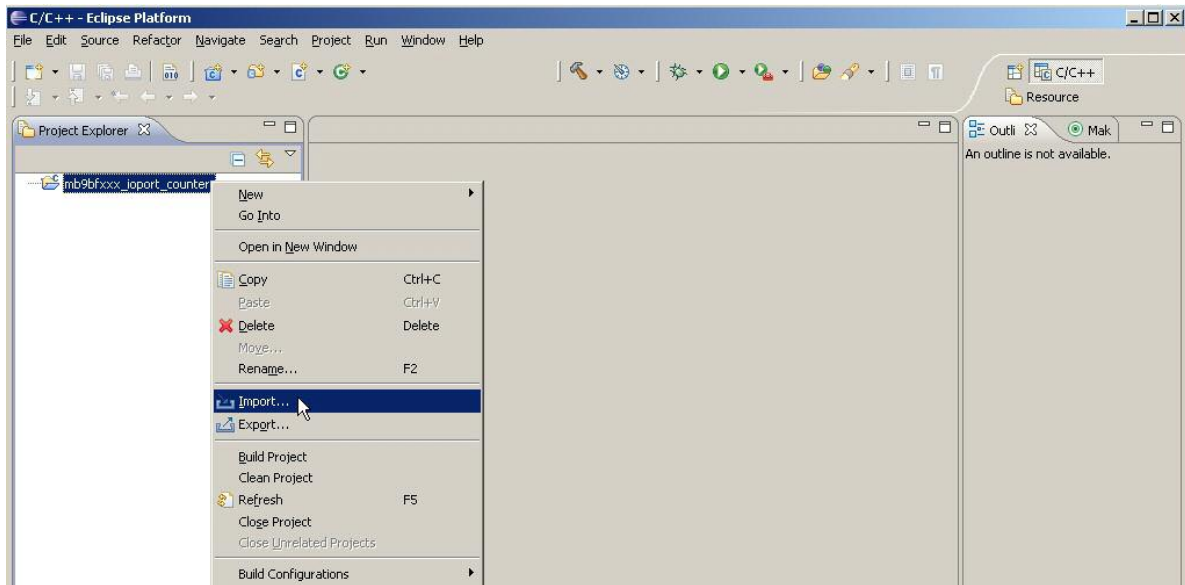 C/C++ - Eclipse Platform
File Edit Source Refactor Navigate Search Project Run Window Help
010
C/C++
Resource
Project Explorer
Outli
Mak
An outline is not available.
mb9bfxxx_ioport_counter
New
Go Into
Open in New Window
Copy Ctrl+C
Paste Ctrl+V
Delete Delete
Move...
Rename... F2
Import...
Export...
Build Project
Clean Project
Refresh F5
Close Project
Close Unrelated Projects
Build Configurations